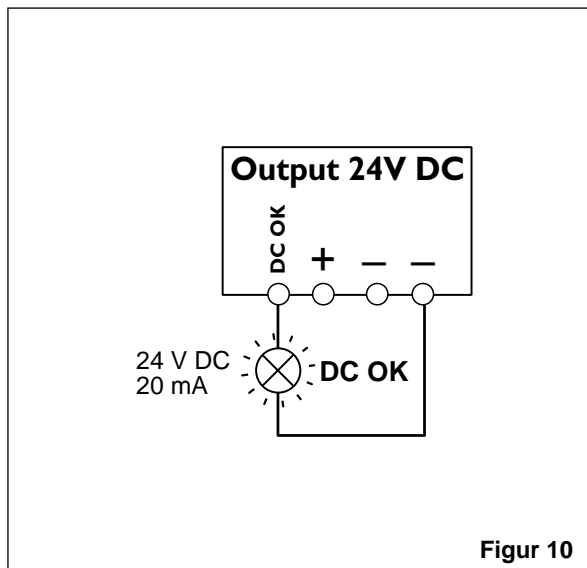 Output 24V DC
DC OK
+ – – 
24 V DC
20 mA
DC OK
Figur 10